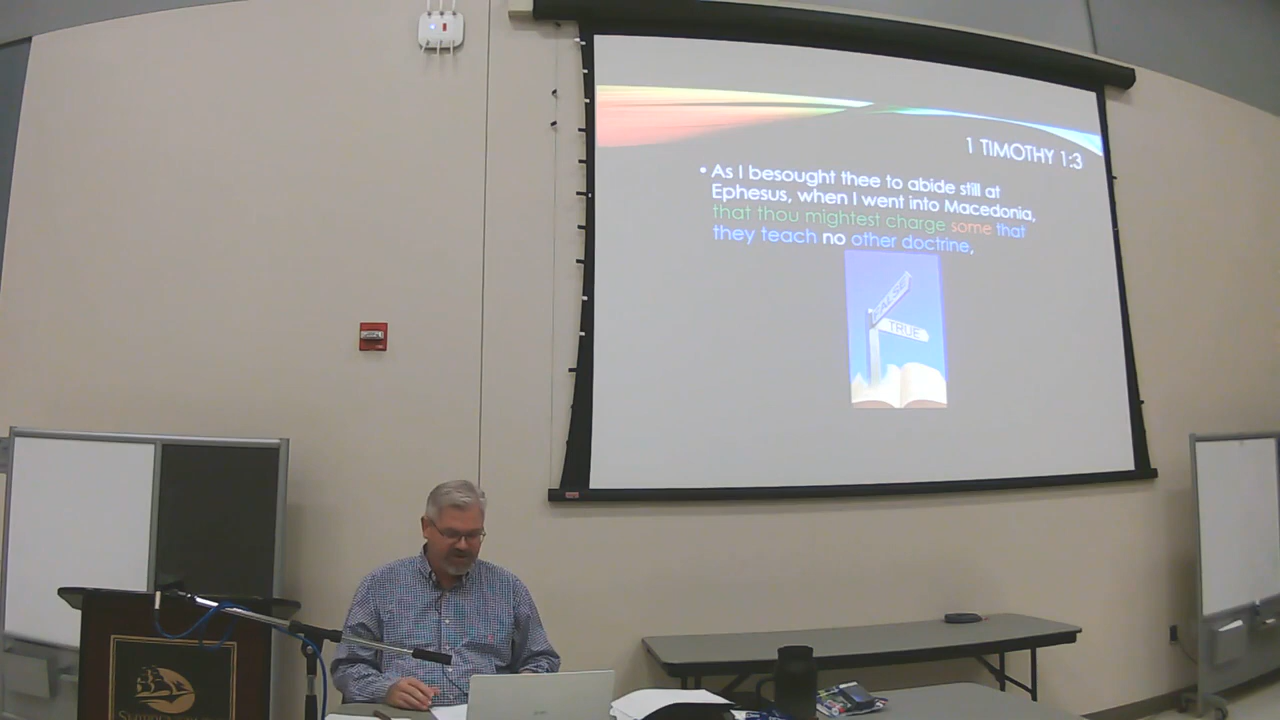 1 TIMOTHY 1:3
• As I besought thee to abide still at
Ephesus, when I went into Macedonia,
that thou mightest charge some that
they teach no other doctrine,
FALSE
TRUE